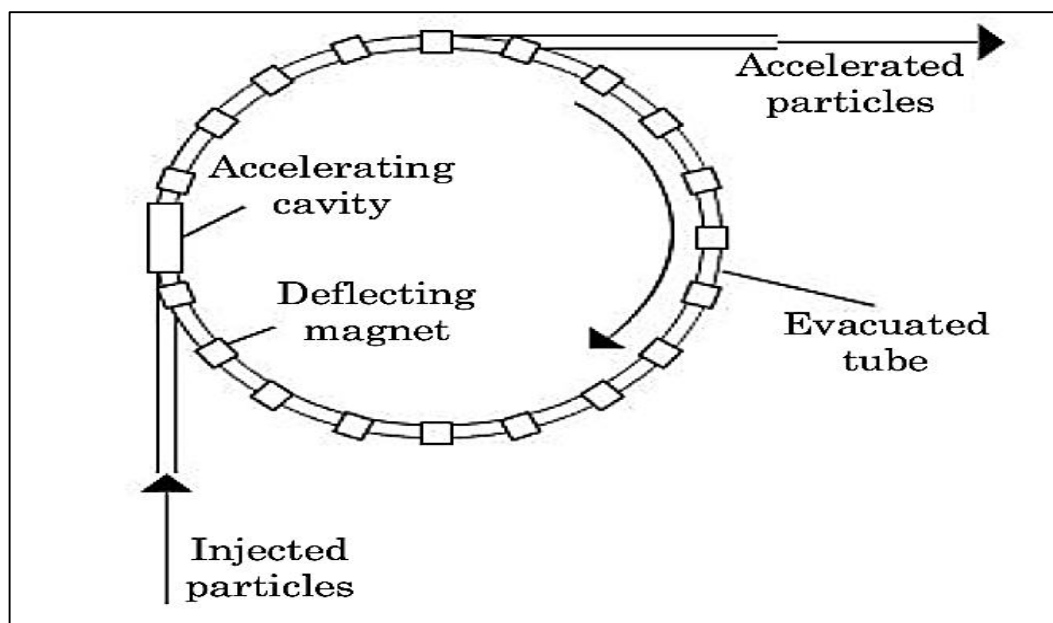 Accelerated
particles
Accelerating
cavity
Deflecting
magnet
Evacuated
tube
Injected
particles